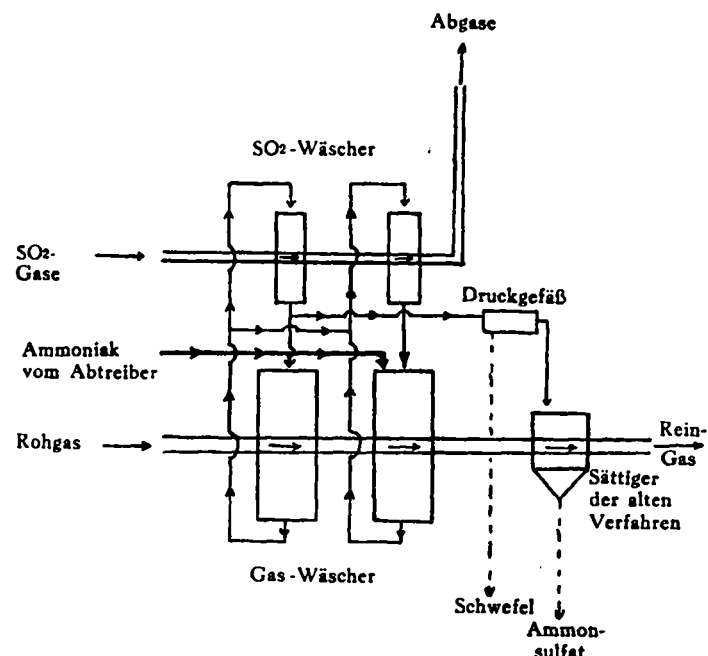 Abgase
SO2-Wäscher
SO2-
Gase
Druckgefäß
Ammoniak
vom Abtreiber
Rohgas
Rein-
Gas
Sättiger
der alten
Verfahren
Gas-Wäscher
Schwefel
Ammon-
sulfat